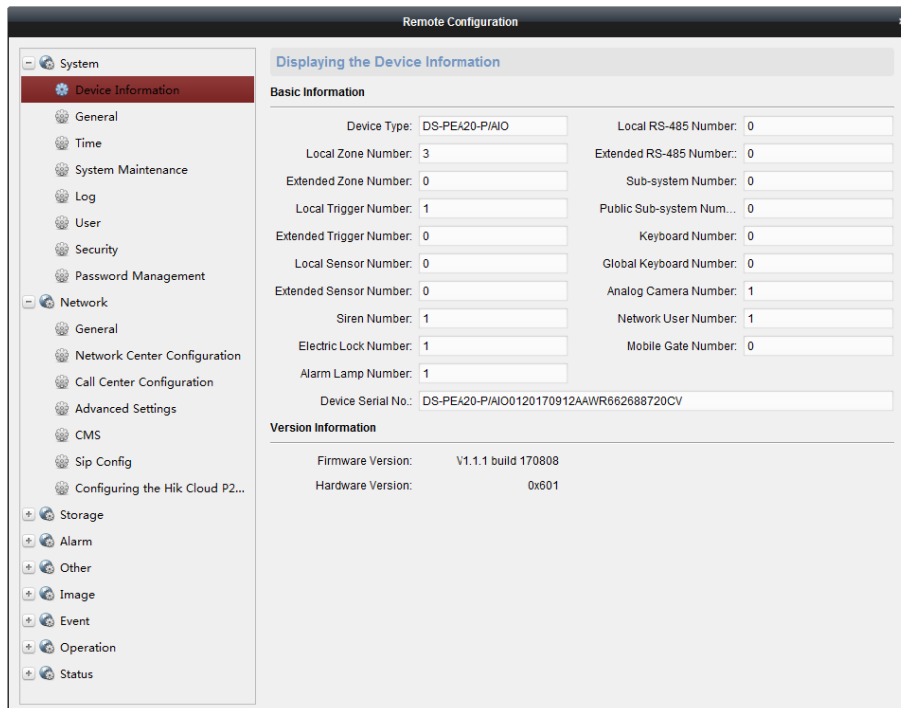 Remote Configuration
System
Device Information
General
Time
System Maintenance
Log
User
Security
Password Management
Network
General
Network Center Configuration
Call Center Configuration
Advanced Settings
CMS
Sip Config
Configuring the Hik Cloud P2...
Storage
Alarm
Other
Image
Event
Operation
Status
Displaying the Device Information
Basic Information
Device Type: DS-PEA20-P/AIO
Local RS-485 Number: 0
Local Zone Number: 3
Extended RS-485 Number:: 0
Extended Zone Number: 0
Sub-system Number: 0
Local Trigger Number: 1
Public Sub-system Num... 0
Extended Trigger Number: 0
Keyboard Number: 0
Local Sensor Number: 0
Global Keyboard Number: 0
Extended Sensor Number: 0
Analog Camera Number: 1
Siren Number: 1
Network User Number: 1
Electric Lock Number: 1
Mobile Gate Number: 0
Alarm Lamp Number: 1
Device Serial No.: DS-PEA20-P/AIO0120170912AAWR662688720CV
Version Information
Firmware Version: V1.1.1 build 170808
Hardware Version: 0x601